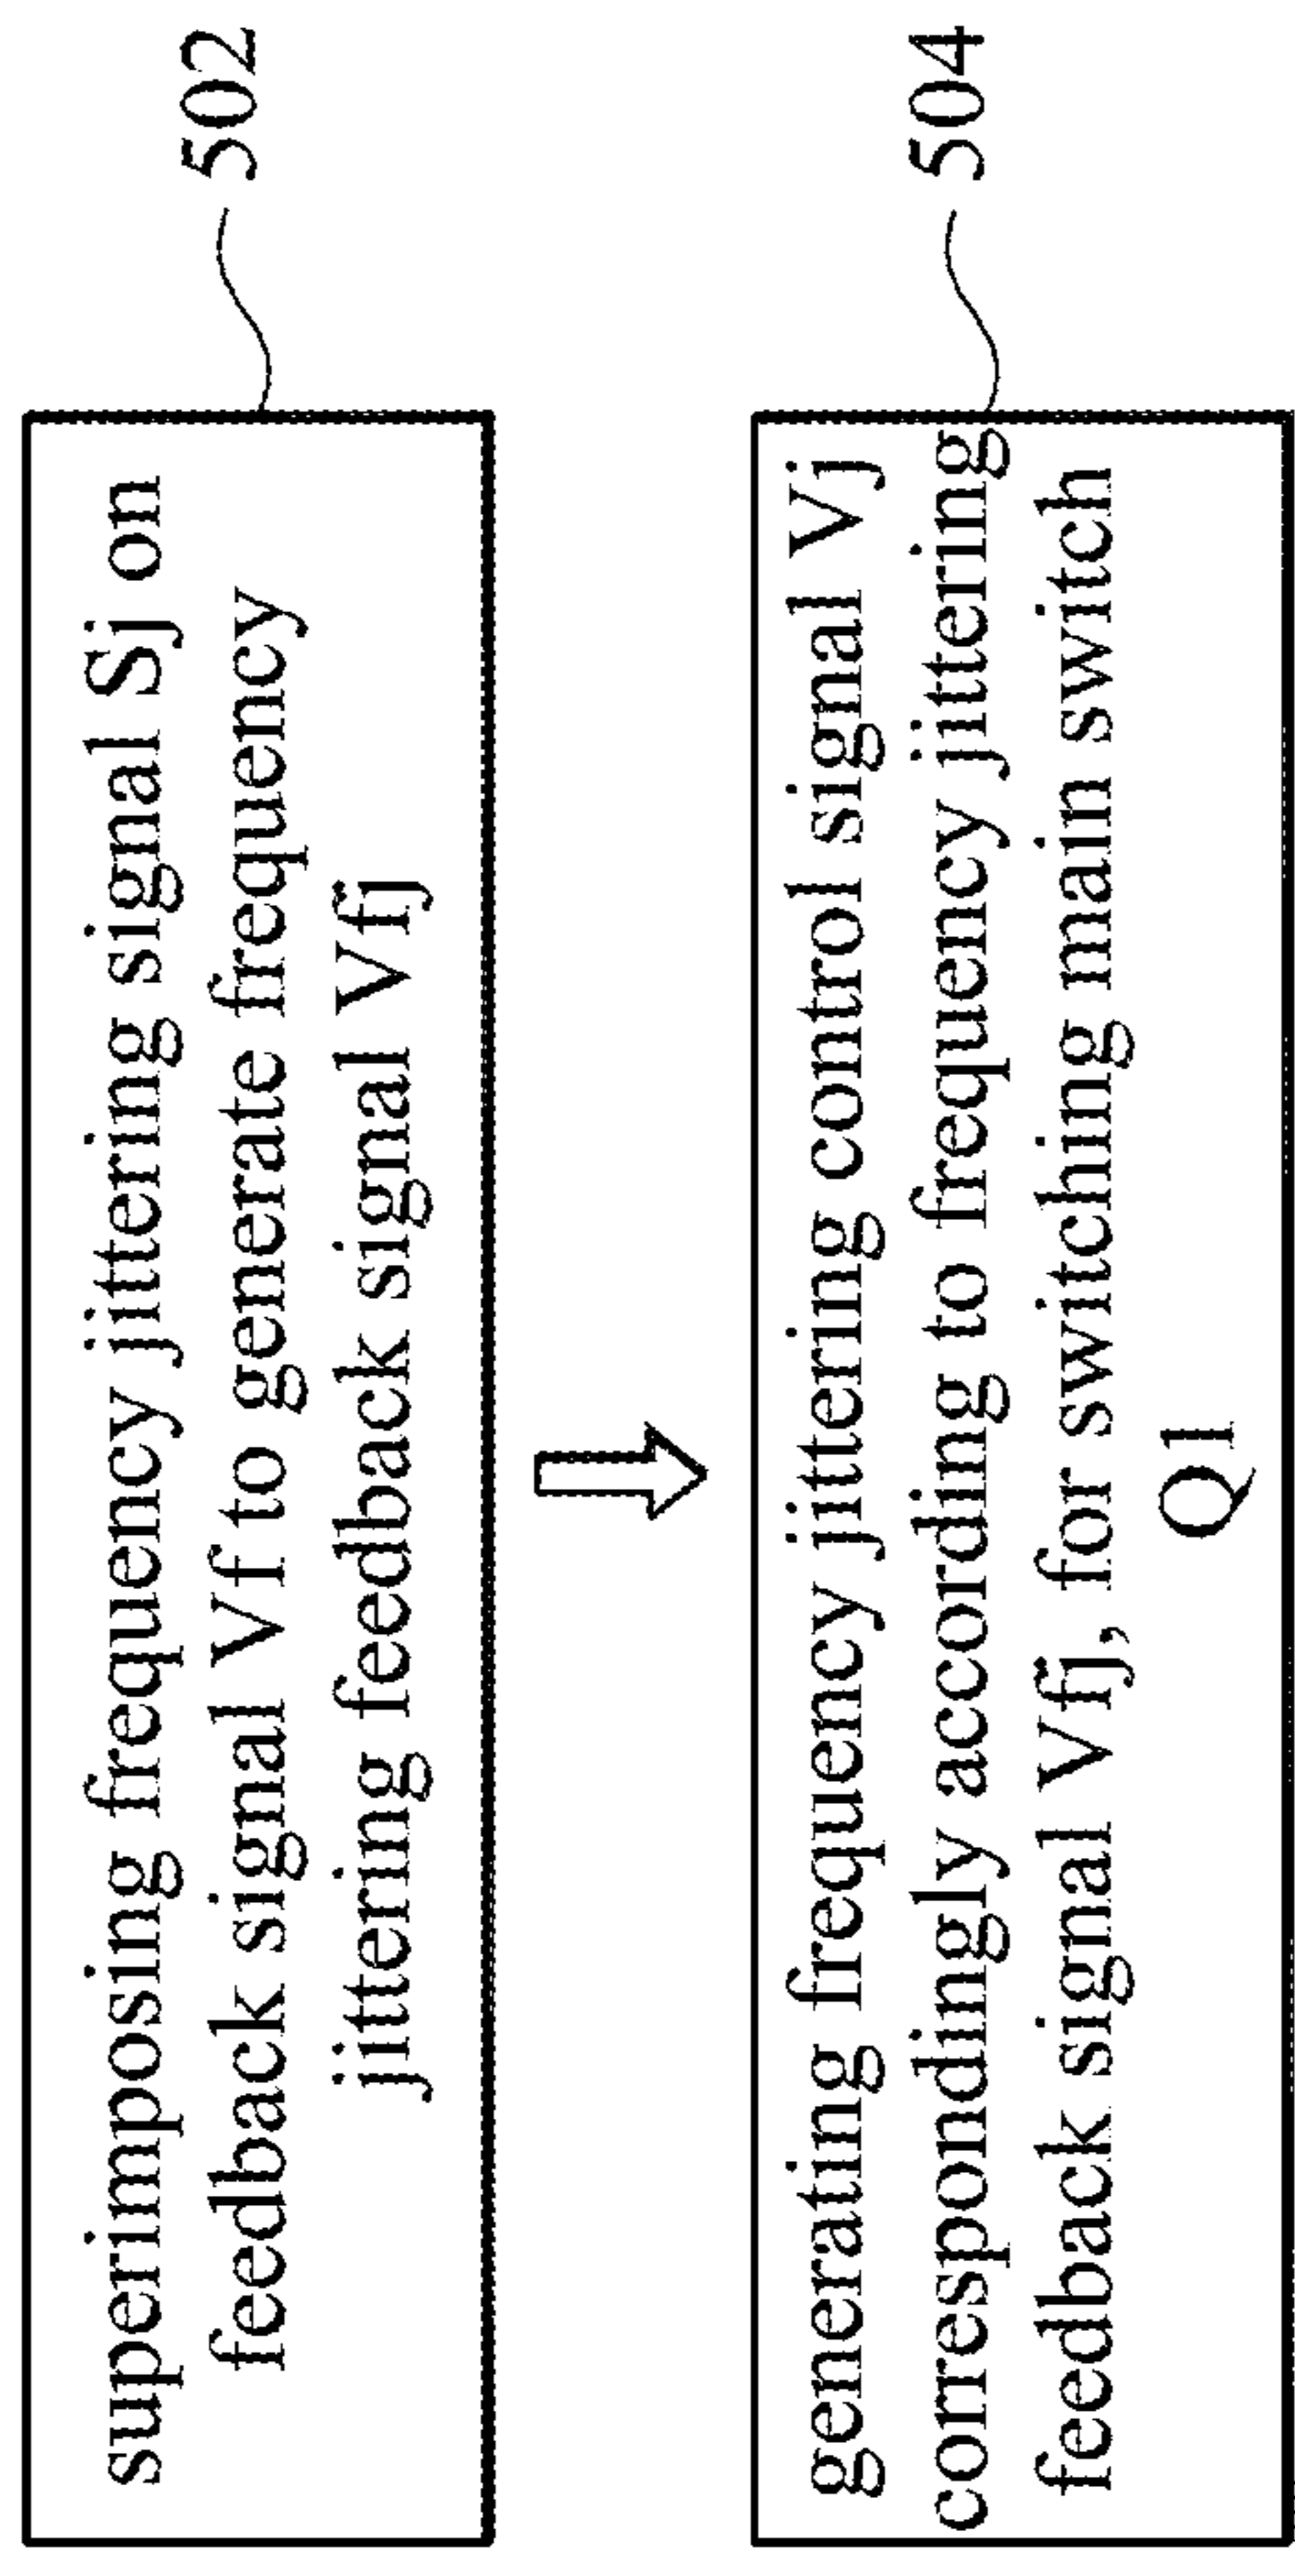 superimposing frequency jittering signal Sj on
feedback signal Vf to generate frequency
jittering feedback signal Vfj
502
generating frequency jittering control signal Vj
correspondingly according to frequency jittering
feedback signal Vfj, for switching main switch
Q1
504